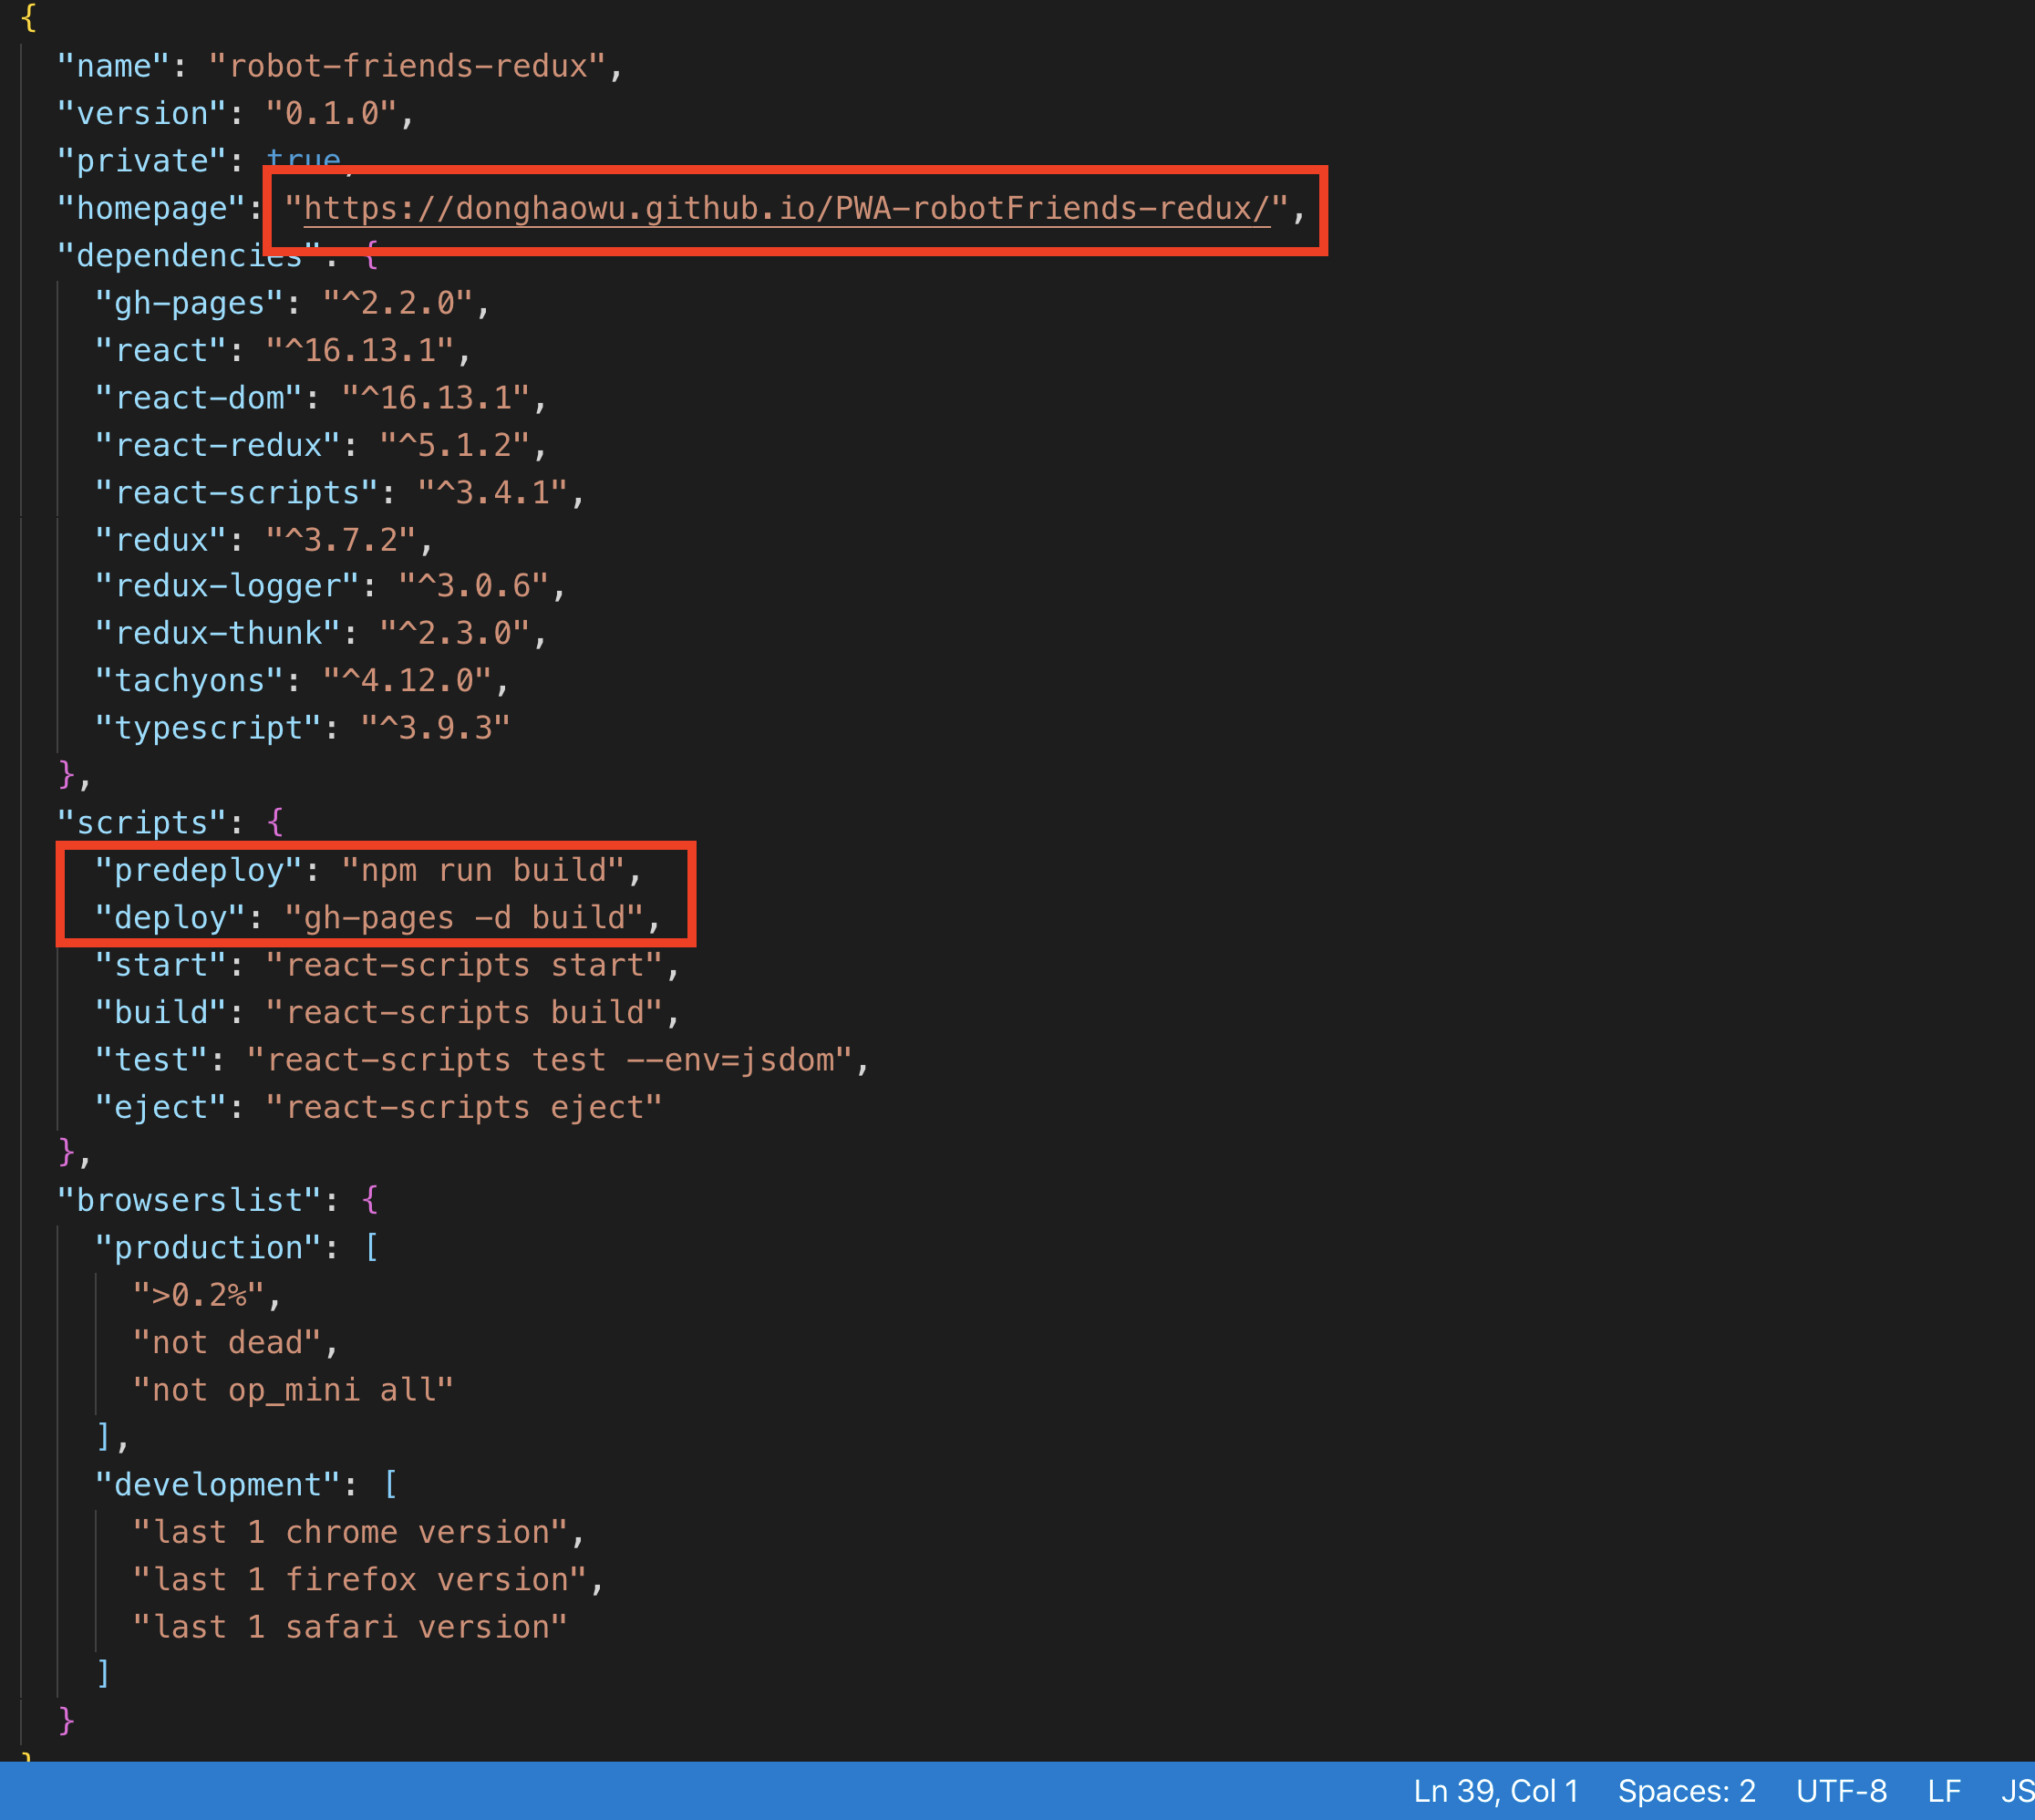 {
  "name": "robot-friends-redux",
  "version": "0.1.0",
  "private": true,
  "homepage": "https://donghaowu.github.io/PWA-robotFriends-redux/",
  "dependencies": {
    "gh-pages": "^2.2.0",
    "react": "^16.13.1",
    "react-dom": "^16.13.1",
    "react-redux": "^5.1.2",
    "react-scripts": "^3.4.1",
    "redux": "^3.7.2",
    "redux-logger": "^3.0.6",
    "redux-thunk": "^2.3.0",
    "tachyons": "^4.12.0",
    "typescript": "^3.9.3"
  },
  "scripts": {
    "predeploy": "npm run build",
    "deploy": "gh-pages -d build",
    "start": "react-scripts start",
    "build": "react-scripts build",
    "test": "react-scripts test --env=jsdom",
    "eject": "react-scripts eject"
  },
  "browserslist": {
    "production": [
      ">0.2%",
      "not dead",
      "not op_mini all"
    ],
    "development": [
      "last 1 chrome version",
      "last 1 firefox version",
      "last 1 safari version"
    ]
  }
}
Ln 39, Col 1 Spaces: 2 UTF-8 LF JS